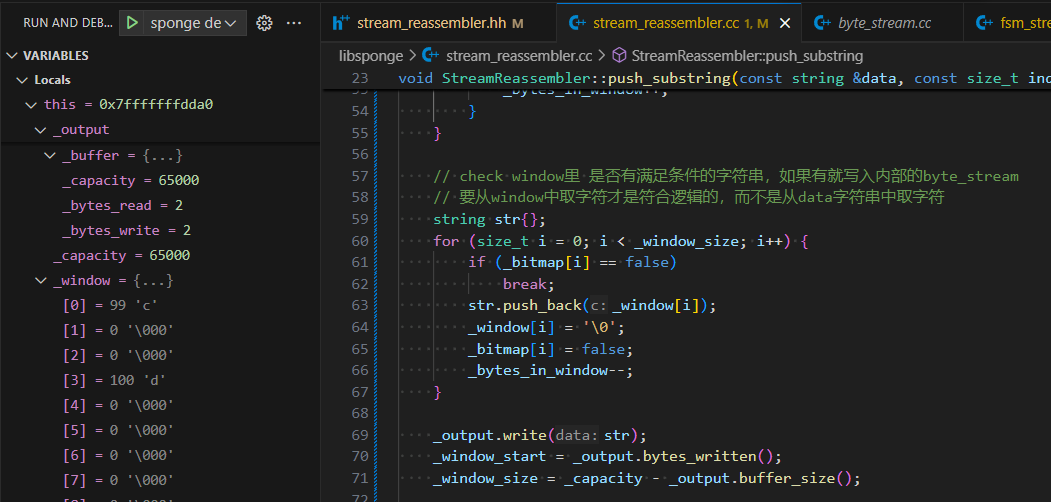 RUN AND DEB... sponge de ···
VARIABLES
Locals
this = 0x7fffffffdda0
_output
_buffer = {...}
_capacity = 65000
_bytes_read = 2
_bytes_write = 2
_capacity = 65000
_window = {...}
[0] = 99 'c'
[1] = 0 '\000'
[2] = 0 '\000'
[3] = 100 'd'
[4] = 0 '\000'
[5] = 0 '\000'
[6] = 0 '\000'
[7] = 0 '\000'
stream_reassembler.hh M
stream_reassembler.cc 1, M
byte_stream.cc
fsm_st
libsponge > stream_reassembler.cc > StreamReassembler::push_substring
23 void StreamReassembler::push_substring(const string &data, const size_t ind
53 _bytes_in_window++;
54 }
55 }
56
57 // check window里 是否有满足条件的字符串，如果有就写入内部的byte_stream
58 // 要从window中取字符才是符合逻辑的，而不是从data字符串中取字符
59 string str{};
60 for (size_t i = 0; i < _window_size; i++) {
61 if (_bitmap[i] == false)
62 break;
63 str.push_back(c: _window[i]);
64 _window[i] = '\0';
65 _bitmap[i] = false;
66 _bytes_in_window--;
67 }
68
69 _output.write(data: str);
70 _window_start = _output.bytes_written();
71 _window_size = _capacity - _output.buffer_size();
72